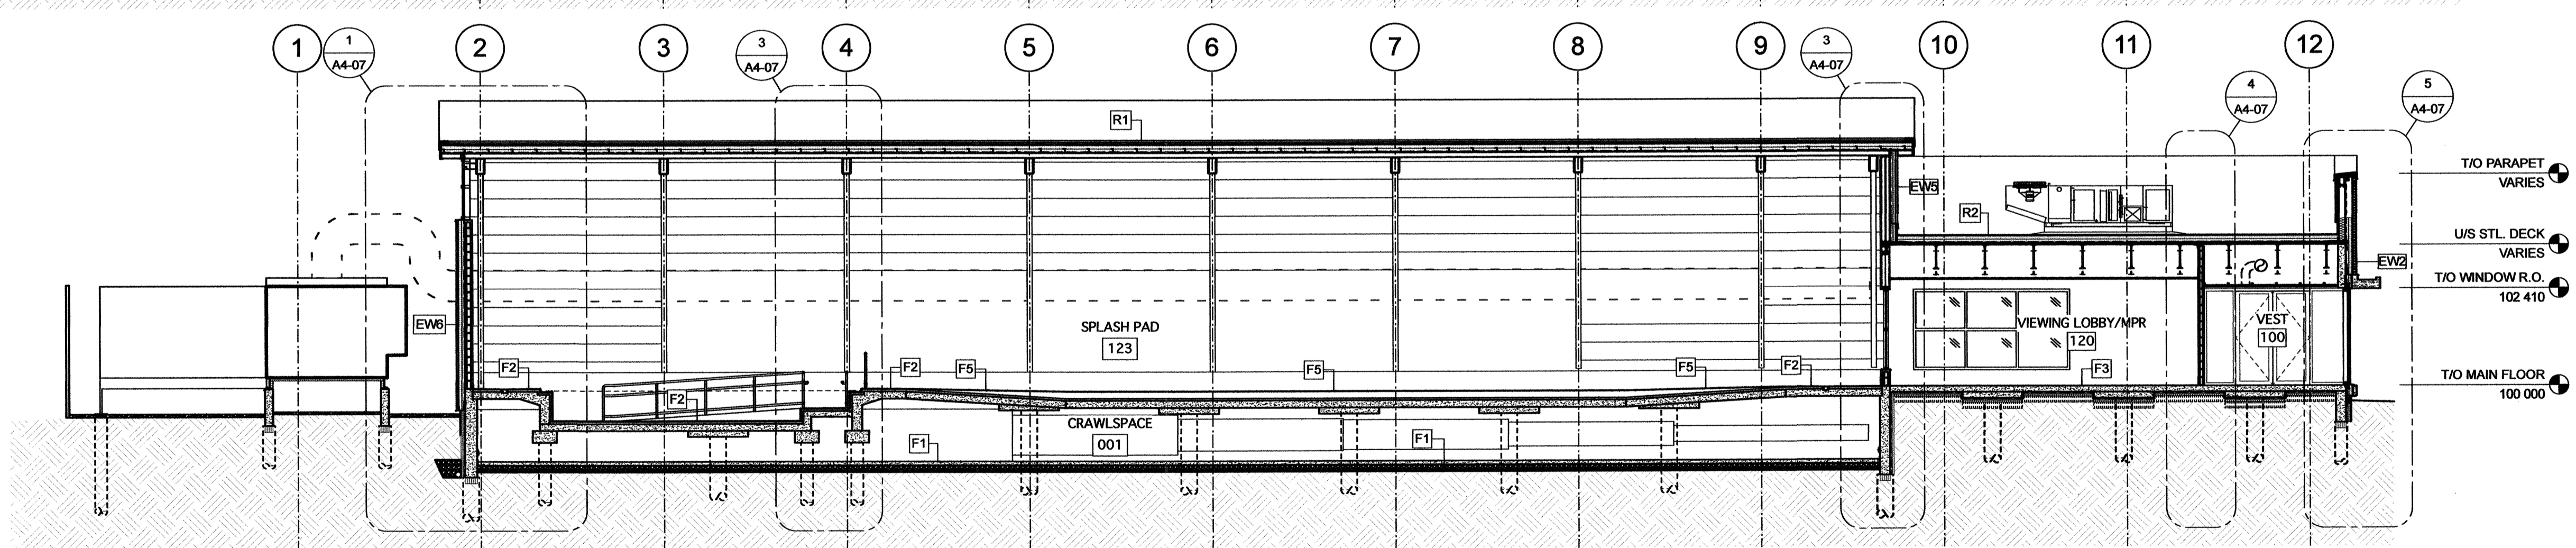 1
1
A4-07
2
3
3
A4-07
4
5
6
7
8
9
3
A4-07
10
11
4
A4-07
12
5
A4-07
R1
T/O PARAPET
VARIES
EW5
R2
U/S STL. DECK
VARIES
EW2
T/O WINDOW R.O.
102 410
EW6
SPLASH PAD
123
VIEWING LOBBY/MPR
120
VEST
100
F2
F2
F5
F5
F5
F2
F3
T/O MAIN FLOOR
100 000
F2
CRAWLSPACE
001
F1
F1